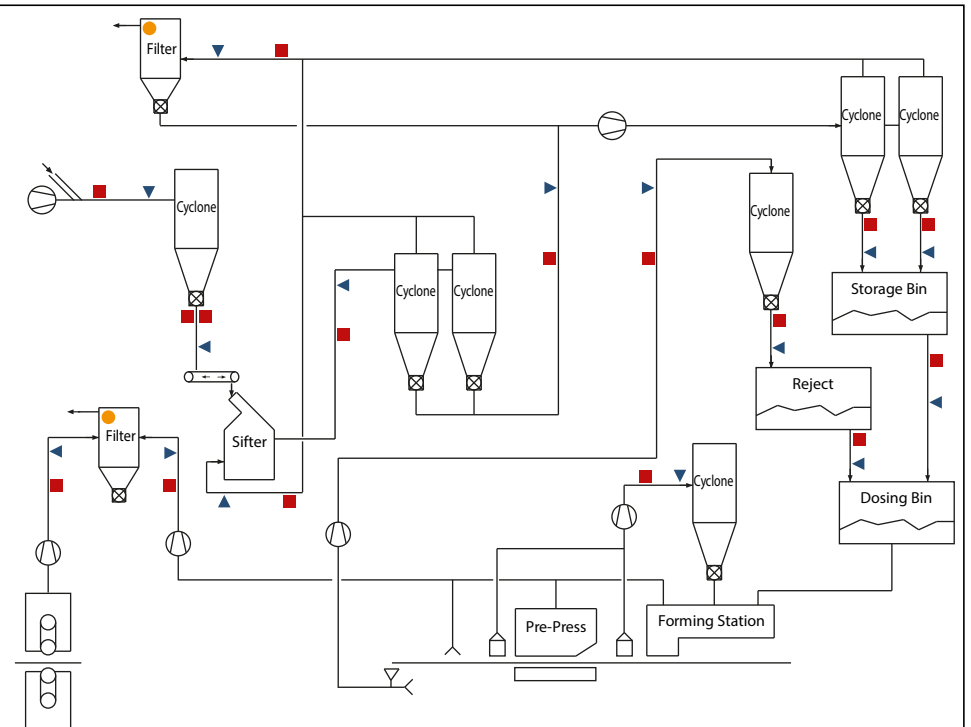 Filter
Cyclone
Cyclone
Cyclone
Cyclone
Cyclone
Cyclone
Storage Bin
Reject
Filter
Sifter
Cyclone
Dosing Bin
Pre-Press
Forming Station